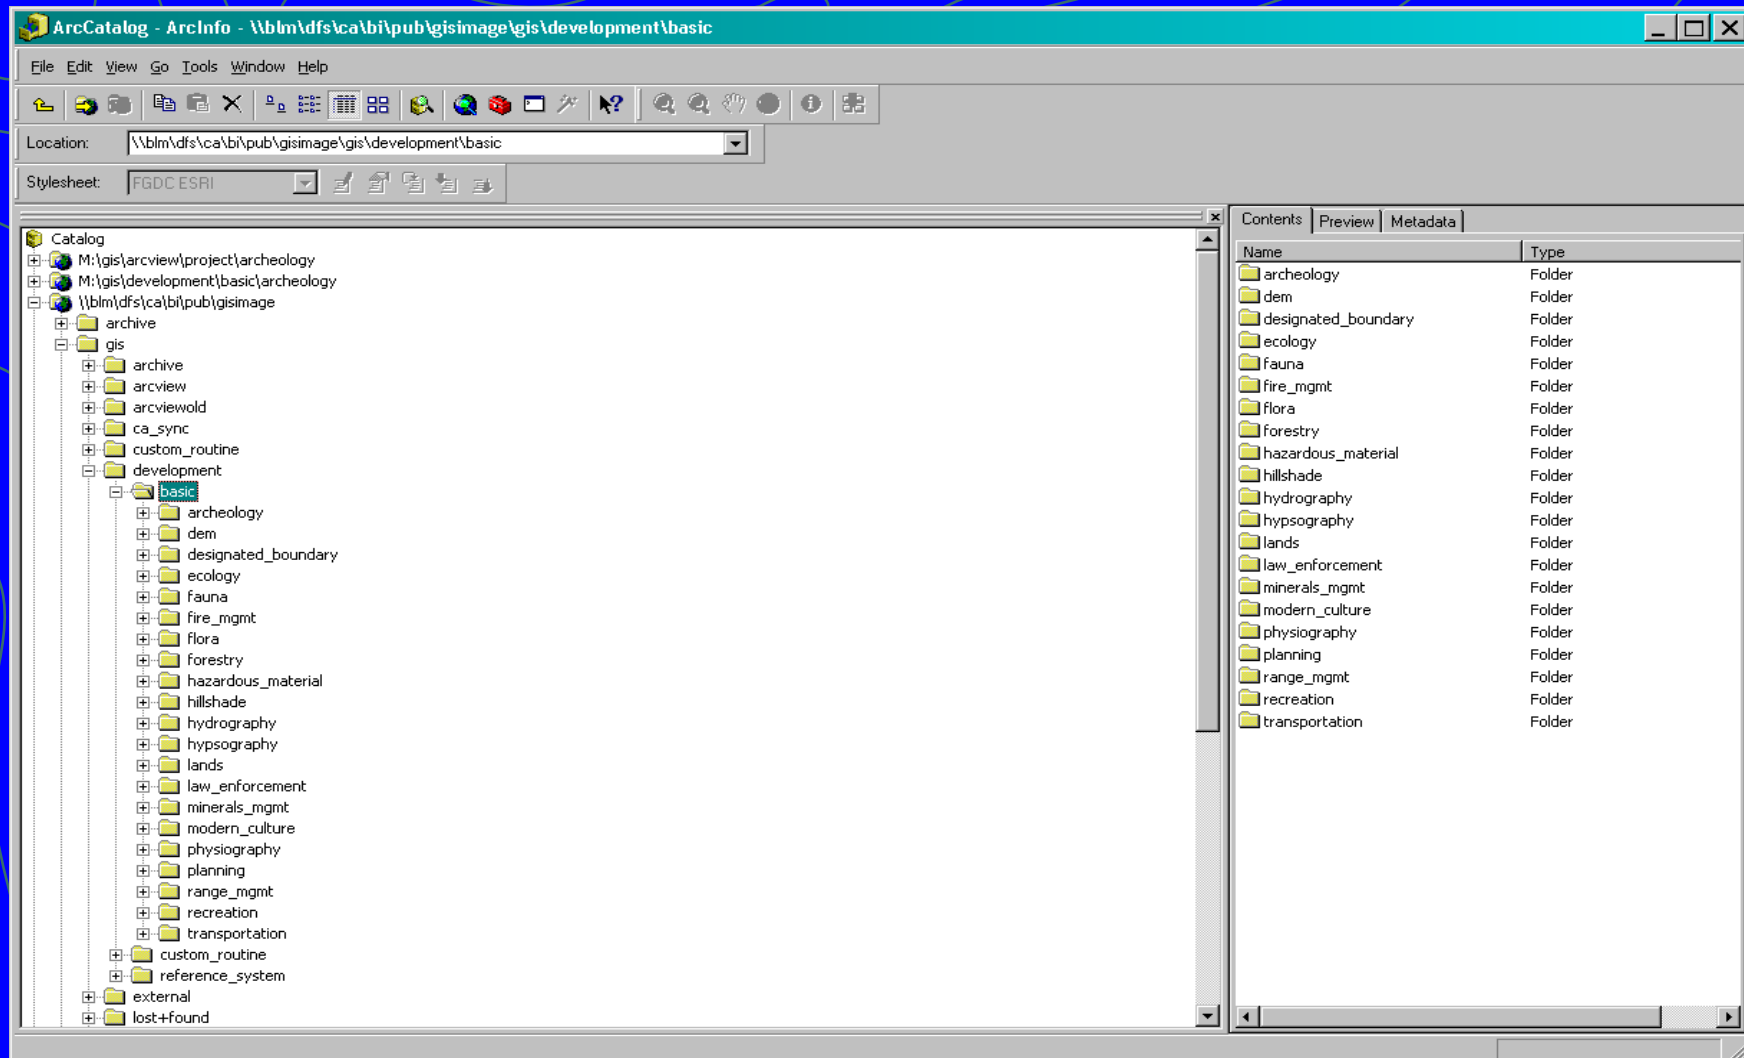 ArcCatalog - ArcInfo - \\blm\dfs\ca\bi\pub\gisimage\gis\development\basic
File Edit View Go Tools Window Help
Location: \\blm\dfs\ca\bi\pub\gisimage\gis\development\basic
Stylesheet: FGDC ESRI
Catalog
M:\gis\arcview\project\archeology
M:\gis\development\basic\archeology
\\blm\dfs\ca\bi\pub\gisimage
archive
gis
archive
arcview
arcviewold
ca_sync
custom_routine
development
basic
archeology
dem
designated_boundary
ecology
fauna
fire_mgmt
flora
forestry
hazardous_material
hillshade
hydrography
hypsography
lands
law_enforcement
minerals_mgmt
modern_culture
physiography
planning
range_mgmt
recreation
transportation
custom_routine
reference_system
external
lost+found
Contents Preview Metadata
Name Type
archeology Folder
dem Folder
designated_boundary Folder
ecology Folder
fauna Folder
fire_mgmt Folder
flora Folder
forestry Folder
hazardous_material Folder
hillshade Folder
hydrography Folder
hypsography Folder
lands Folder
law_enforcement Folder
minerals_mgmt Folder
modern_culture Folder
physiography Folder
planning Folder
range_mgmt Folder
recreation Folder
transportation Folder